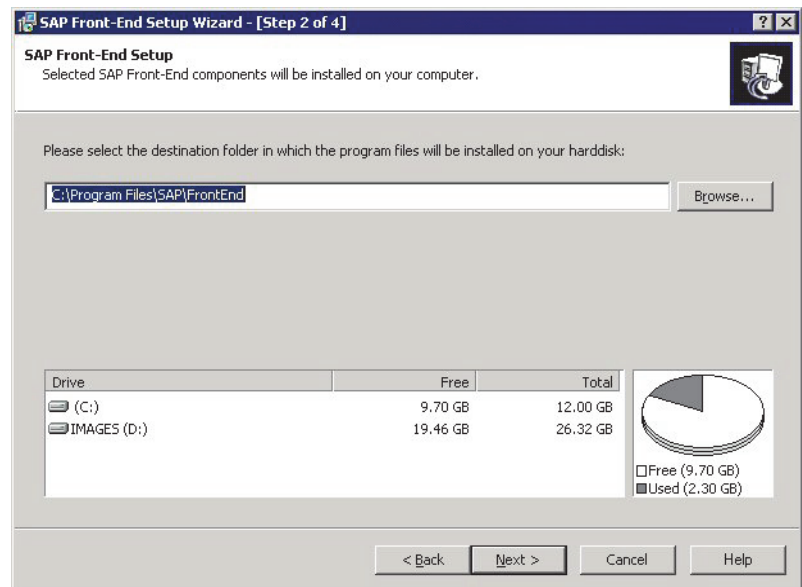 SAP Front-End Setup Wizard - [Step 2 of 4]
SAP Front-End Setup
Selected SAP Front-End components will be installed on your computer.
Please select the destination folder in which the program files will be installed on your harddisk:
C:\Program Files\SAP\FrontEnd
Browse...
Drive Free Total
(C:) 9.70 GB 12.00 GB
IMAGES (D:) 19.46 GB 26.32 GB
Free (9.70 GB)
Used (2.30 GB)
< Back Next > Cancel Help